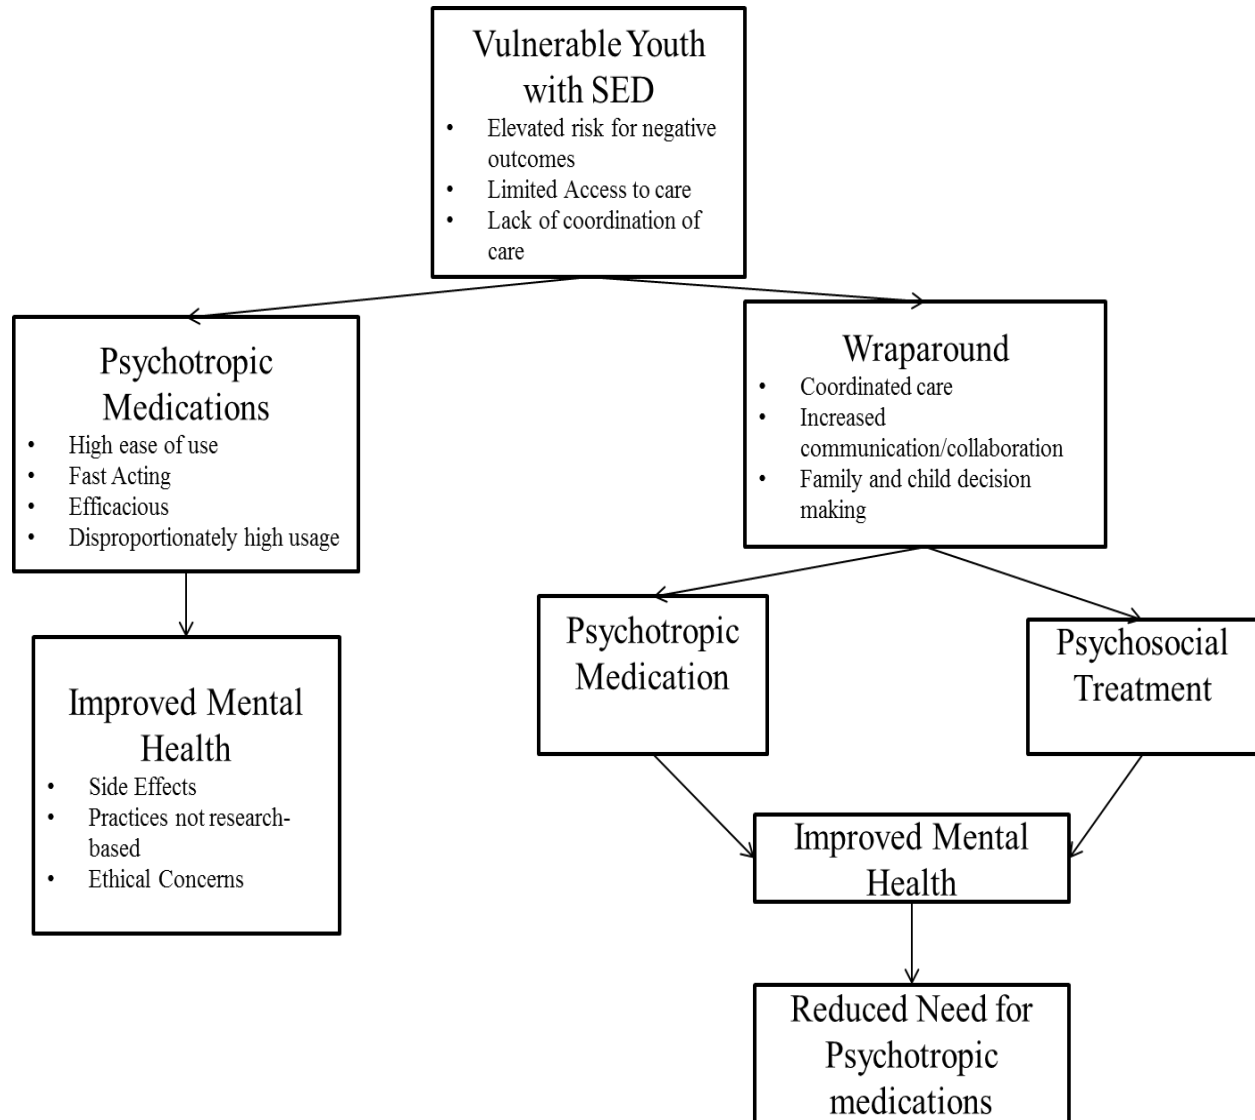 Vulnerable Youth
with SED
• Elevated risk for negative
outcomes
• Limited Access to care
• Lack of coordination of
care
Psychotropic
Medications
• High ease of use
• Fast Acting
• Efficacious
• Disproportionately high usage
Wraparound
• Coordinated care
• Increased
communication/collaboration
• Family and child decision
making
Improved Mental
Health
• Side Effects
• Practices not research-
based
• Ethical Concerns
Psychotropic
Medication
Psychosocial
Treatment
Improved Mental
Health
Reduced Need for
Psychotropic
medications